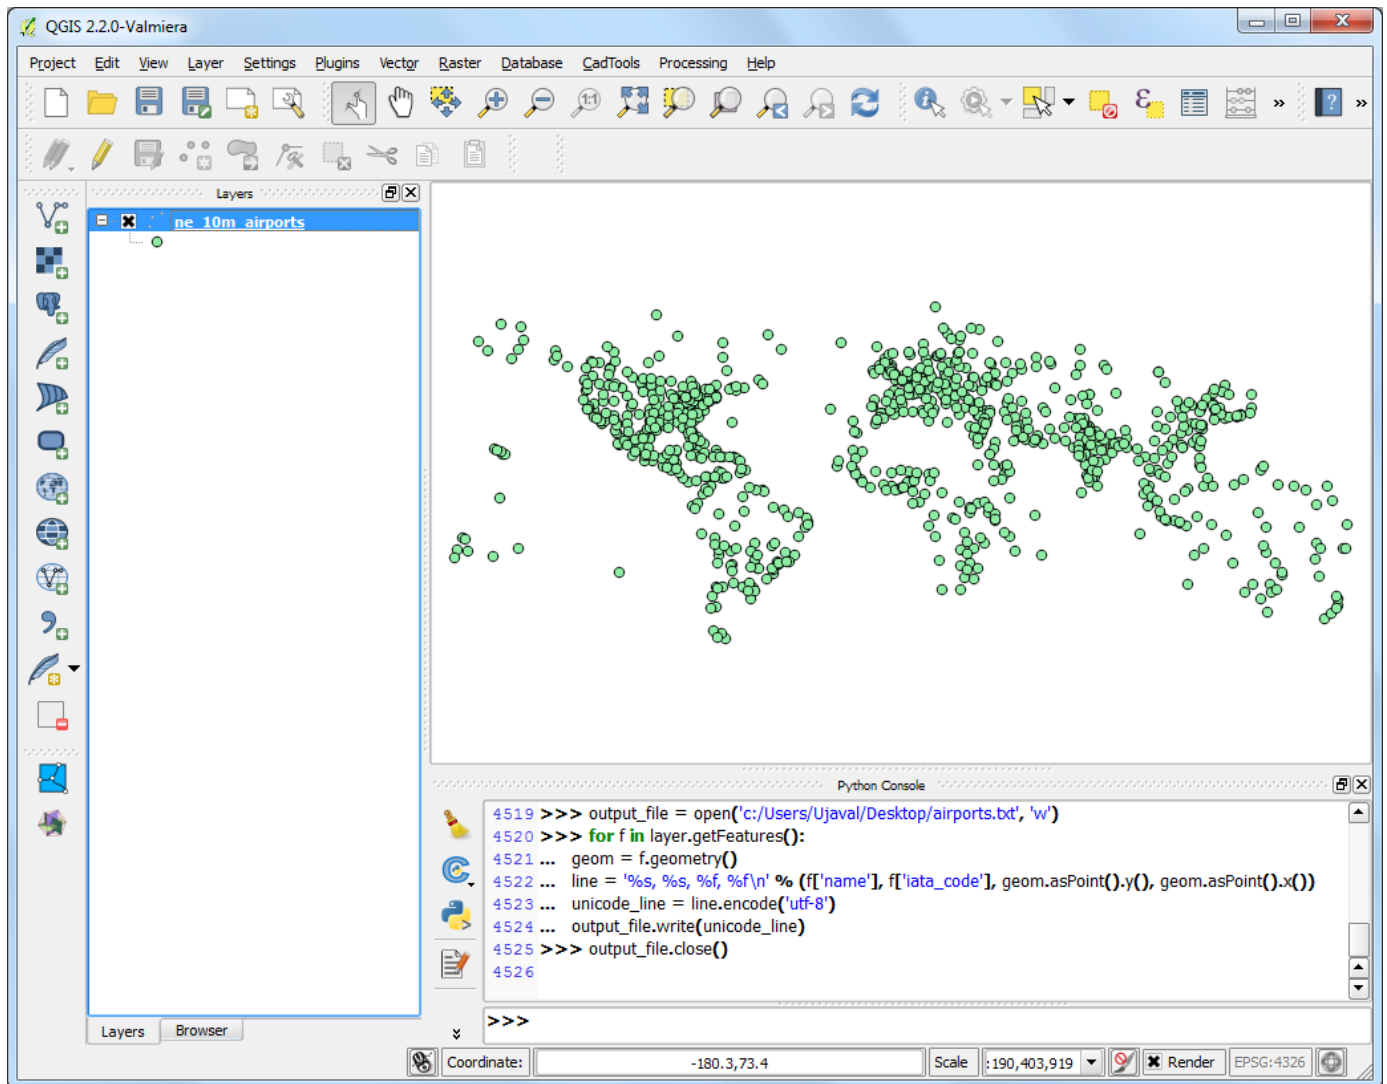 QGIS 2.2.0-Valmiera
Project Edit View Layer Settings Plugins Vector Raster Database CadTools Processing Help
Layers
ne_10m_airports
Python Console
4519 >>> output_file = open('c:/Users/Ujaval/Desktop/airports.txt', 'w')
4520 >>> for f in layer.getFeatures():
4521 ... geom = f.geometry()
4522 ... line = '%s, %s, %f, %f\n' % (f['name'], f['iata_code'], geom.asPoint().y(), geom.asPoint().x())
4523 ... unicode_line = line.encode('utf-8')
4524 ... output_file.write(unicode_line)
4525 >>> output_file.close()
4526
>>>
Layers Browser
Coordinate: -180.3,73.4 Scale :190,403,919 Render EPSG:4326